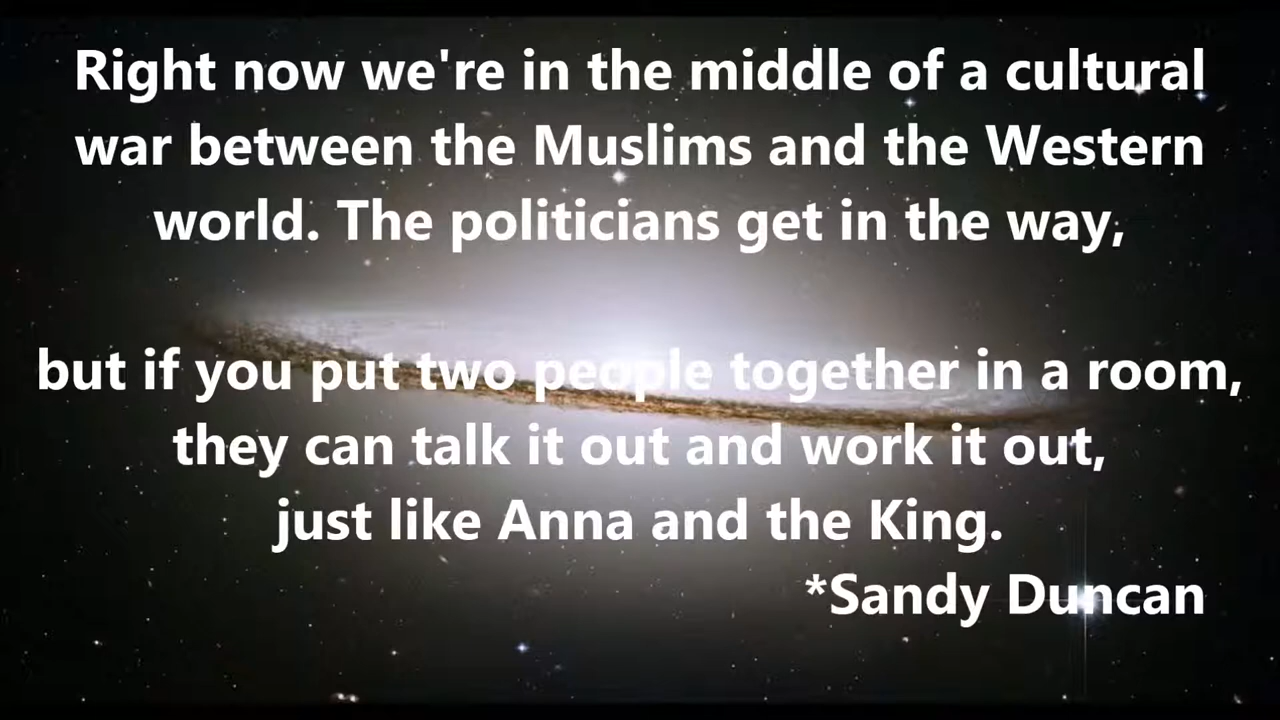 Right now we're in the middle of a cultural
war between the Muslims and the Western
world. The politicians get in the way,
but if you put two people together in a room,
they can talk it out and work it out,
just like Anna and the King.
*Sandy Duncan